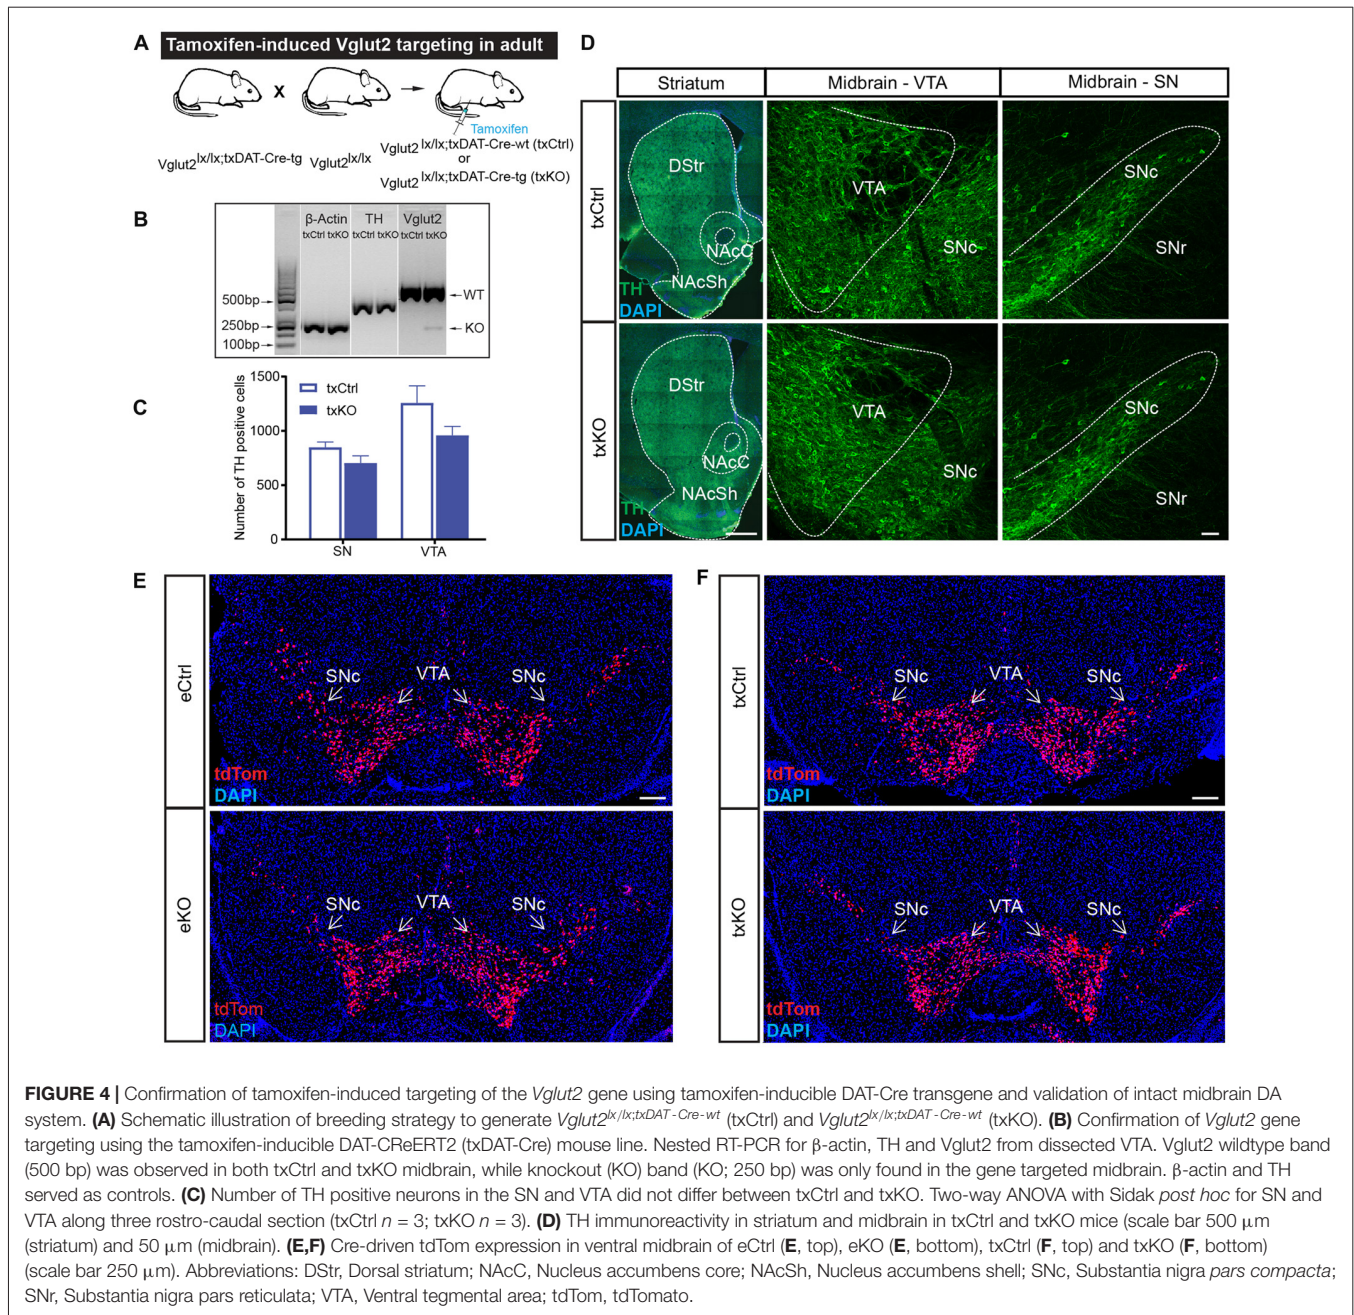 A Tamoxifen-induced Vglut2 targeting in adult
X
Tamoxifen
Vglut2 lx/lx;txDAT-Cre-tg
Vglut2 lx/lx
Vglut2 lx/lx;txDAT-Cre-wt (txCtrl)
or
Vglut2 lx/lx;txDAT-Cre-tg (txKO)
B
β-Actin TH Vglut2
txCtrl txKO txCtrl txKO txCtrl txKO
500bp
250bp
100bp
WT
KO
C
Number of TH positive cells
1500
1000
500
0
txCtrl
txKO
SN VTA
D
Striatum Midbrain - VTA Midbrain - SN
txCtrl
DStr
NAcC
NAcSh
TH
DAPI
VTA
SNc
SNc
SNr
txKO
DStr
NAcC
NAcSh
TH
DAPI
VTA
SNc
SNc
SNr
E
eCtrl
SNc VTA SNc
tdTom
DAPI
eKO
SNc VTA SNc
tdTom
DAPI
F
txCtrl
SNc VTA SNc
tdTom
DAPI
txKO
SNc VTA SNc
tdTom
DAPI
FIGURE 4 | Confirmation of tamoxifen-induced targeting of the Vglut2 gene using tamoxifen-inducible DAT-Cre transgene and validation of intact midbrain DA
system. (A) Schematic illustration of breeding strategy to generate Vglut2lx/lx;txDAT-Cre-wt (txCtrl) and Vglut2lx/lx;txDAT-Cre-wt (txKO). (B) Confirmation of Vglut2 gene
targeting using the tamoxifen-inducible DAT-CReERT2 (txDAT-Cre) mouse line. Nested RT-PCR for β-actin, TH and Vglut2 from dissected VTA. Vglut2 wildtype band
(500 bp) was observed in both txCtrl and txKO midbrain, while knockout (KO) band (KO; 250 bp) was only found in the gene targeted midbrain. β-actin and TH
served as controls. (C) Number of TH positive neurons in the SN and VTA did not differ between txCtrl and txKO. Two-way ANOVA with Sidak post hoc for SN and
VTA along three rostro-caudal section (txCtrl n = 3; txKO n = 3). (D) TH immunoreactivity in striatum and midbrain in txCtrl and txKO mice (scale bar 500 μm
(striatum) and 50 μm (midbrain). (E,F) Cre-driven tdTom expression in ventral midbrain of eCtrl (E, top), eKO (E, bottom), txCtrl (F, top) and txKO (F, bottom)
(scale bar 250 μm). Abbreviations: DStr, Dorsal striatum; NAcC, Nucleus accumbens core; NAcSh, Nucleus accumbens shell; SNc, Substantia nigra pars compacta;
SNr, Substantia nigra pars reticulata; VTA, Ventral tegmental area; tdTom, tdTomato.